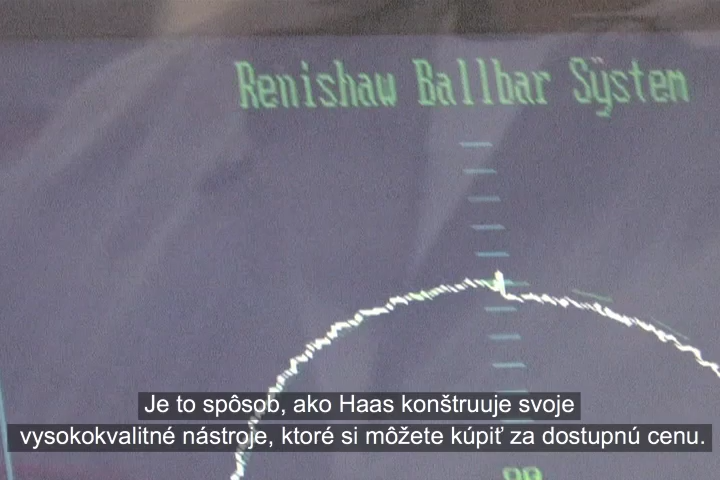 Renishaw Ballbar System
Je to spôsob, ako Haas konštruuje svoje
vysokokvalitné nástroje, ktoré si môžete kúpiť za dostupnú cenu.